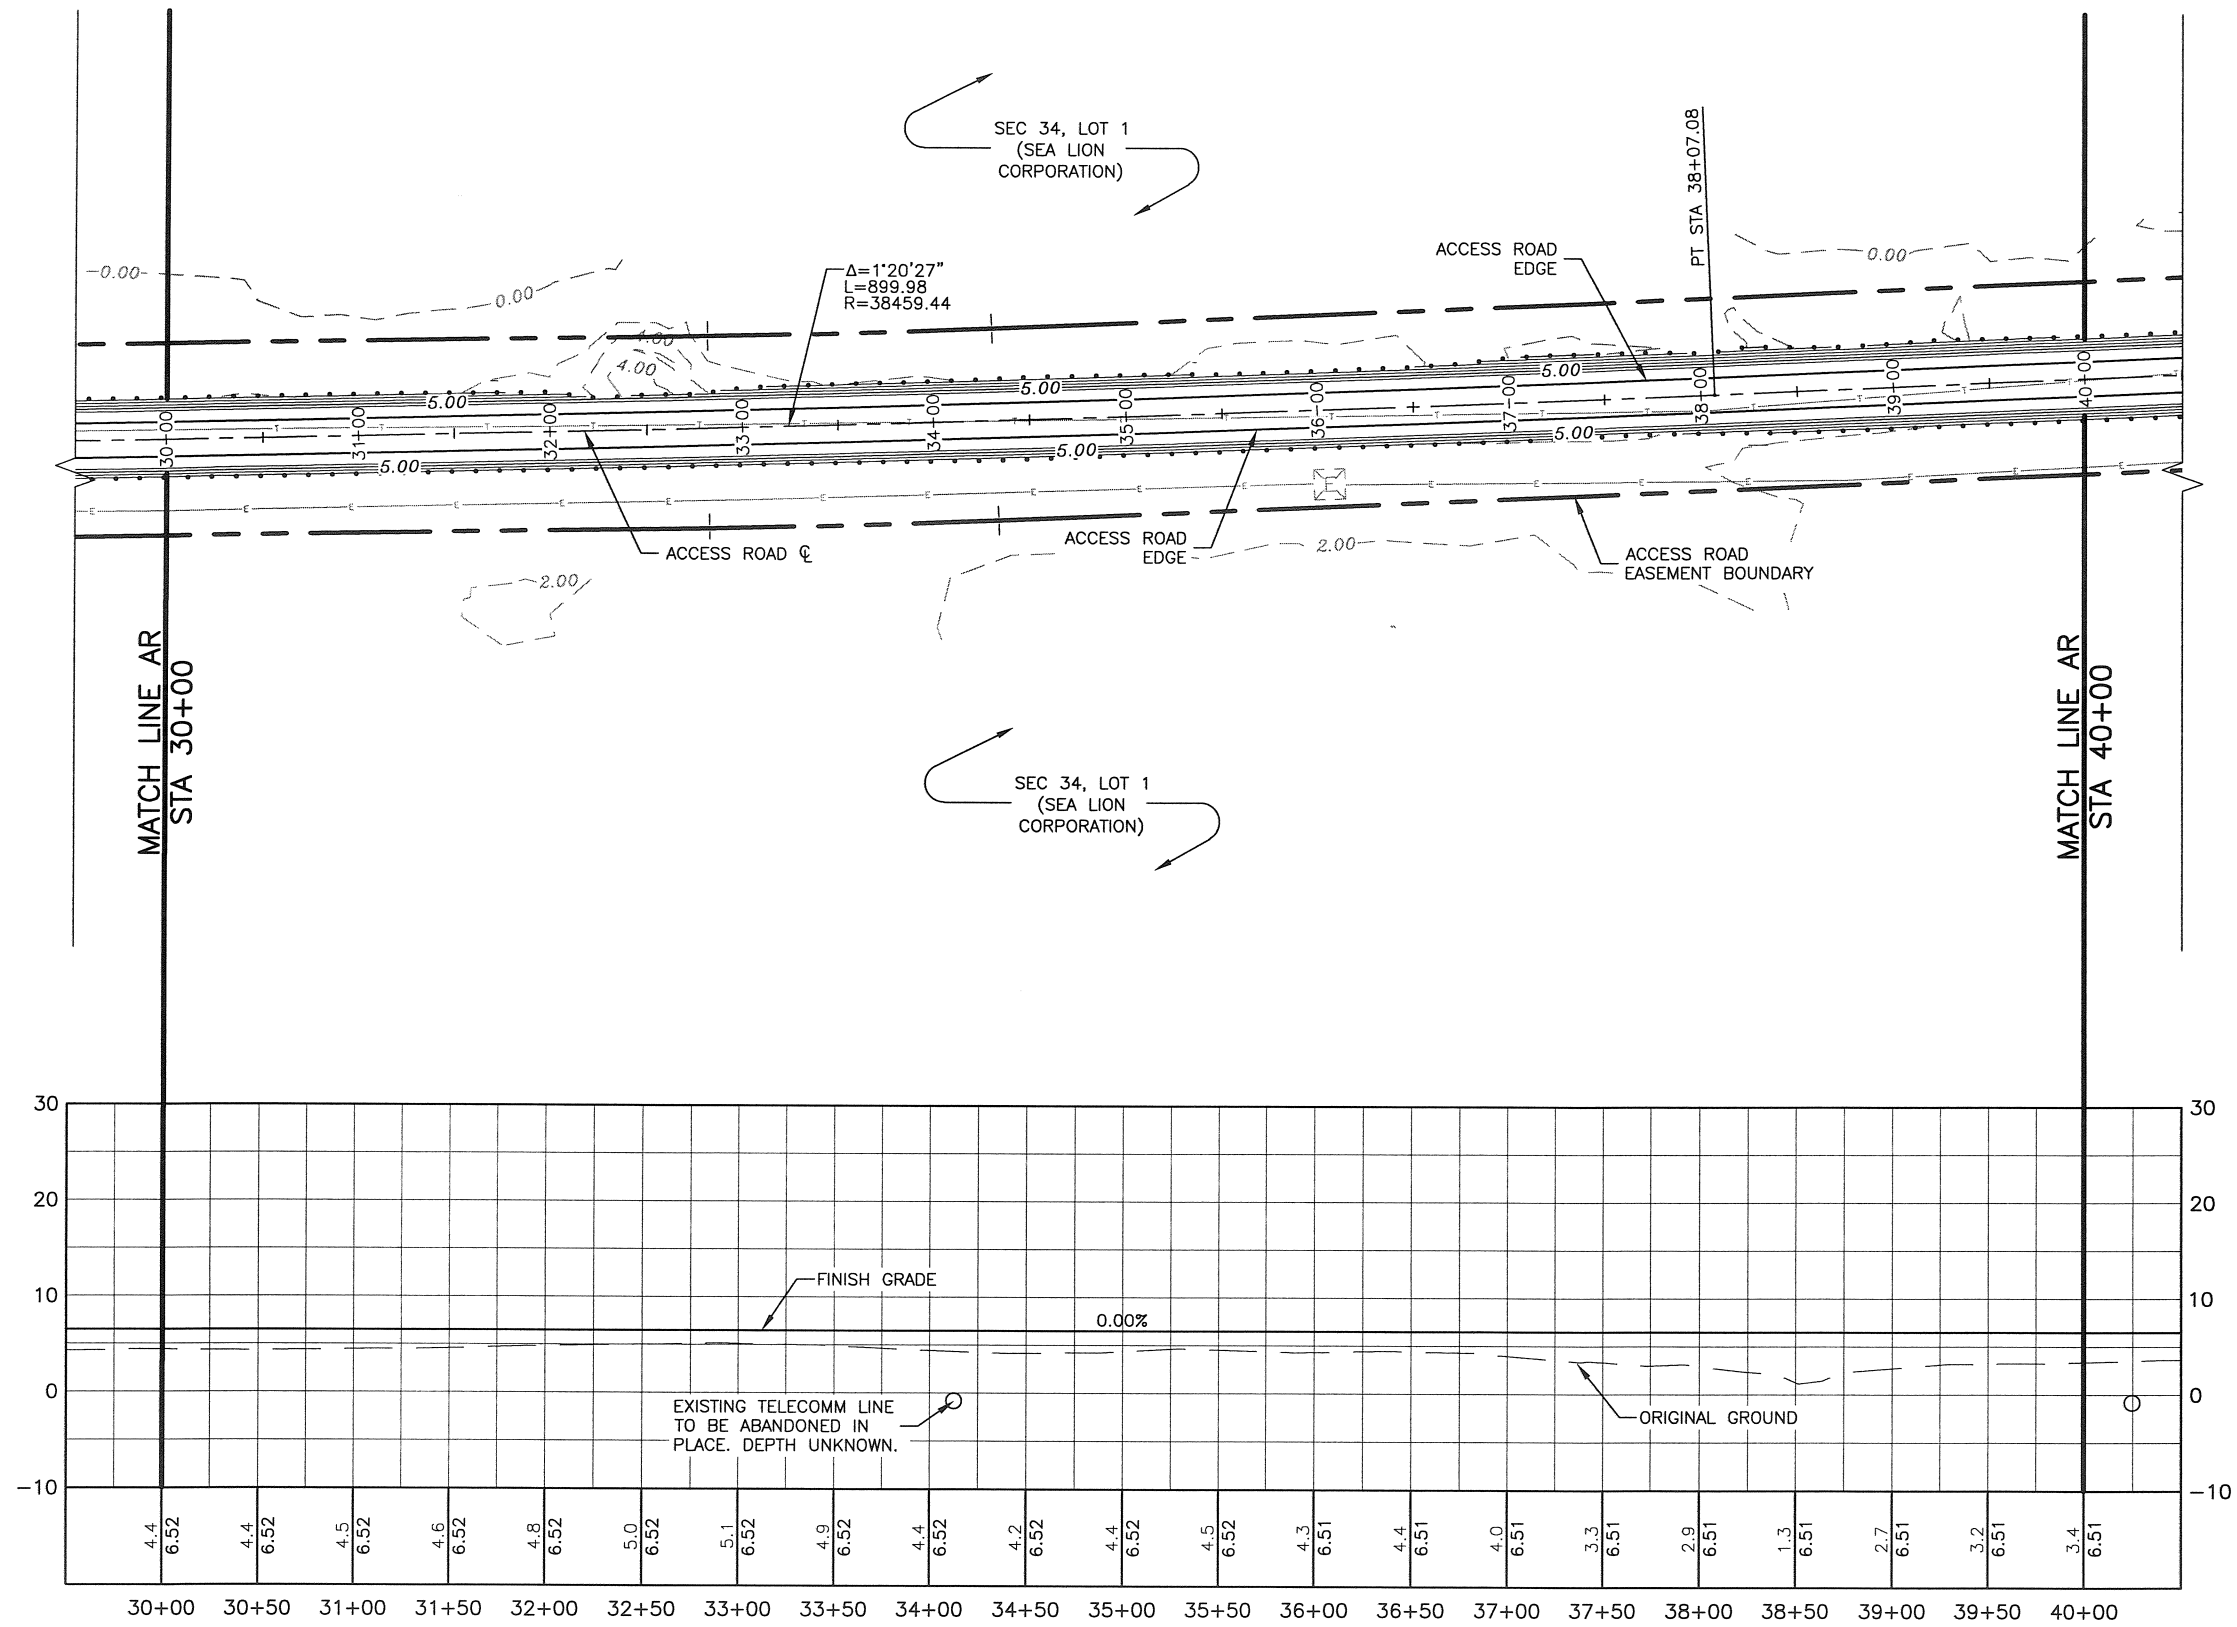 SEC 34, LOT 1
(SEA LION
CORPORATION)
PT STA 38+07.08
ACCESS ROAD
EDGE
Δ=1°20'27"
L=899.98
R=38459.44
-0.00-
0.00
0.00
4.00
4.00
5.00
5.00
5.00
5.00
5.00
5.00
30+00
31+00
32+00
33+00
34+00
35+00
36+00
37+00
38+00
39+00
40+00
T T T T T T T T T T T T T T T T T T
E E E E E E E E E E E E E E E E E E E E
E
ACCESS ROAD ℄
ACCESS ROAD
EDGE
2.00
2.00
ACCESS ROAD
EASEMENT BOUNDARY
MATCH LINE AR
STA 30+00
MATCH LINE AR
STA 40+00
SEC 34, LOT 1
(SEA LION
CORPORATION)
30 30
20 20
10 10
0 0
-10 -10
FINISH GRADE
0.00%
EXISTING TELECOMM LINE
TO BE ABANDONED IN
PLACE. DEPTH UNKNOWN.
ORIGINAL GROUND
4.4 4.4 4.5 4.6 4.8 5.0 5.1 4.9 4.4 4.2 4.4 4.5 4.3 4.4 4.0 3.3 2.9 1.3 2.7 3.2 3.4
6.52 6.52 6.52 6.52 6.52 6.52 6.52 6.52 6.52 6.52 6.52 6.52 6.51 6.51 6.51 6.51 6.51 6.51 6.51 6.51 6.51
30+00 30+50 31+00 31+50 32+00 32+50 33+00 33+50 34+00 34+50 35+00 35+50 36+00 36+50 37+00 37+50 38+00 38+50 39+00 39+50 40+00